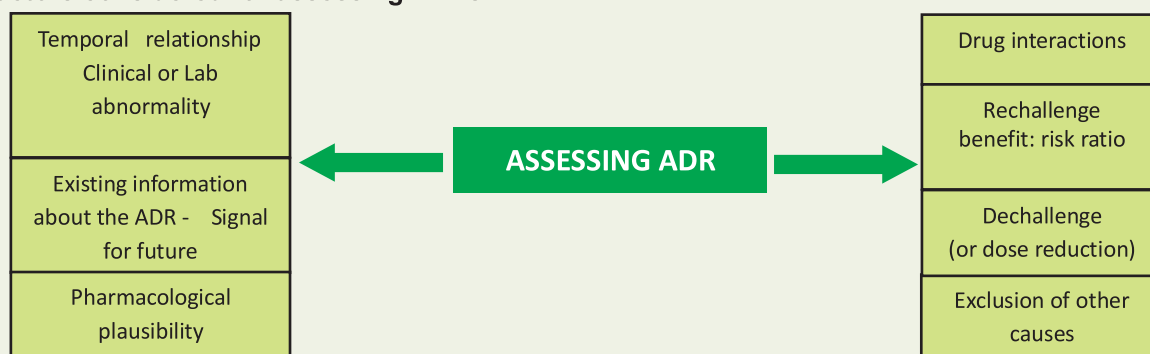 Temporal relationship
Clinical or Lab
abnormality
Existing information
about the ADR - Signal
for future
Pharmacological
plausibility
ASSESSING ADR
Drug interactions
Rechallenge
benefit: risk ratio
Dechallenge
(or dose reduction)
Exclusion of other
causes